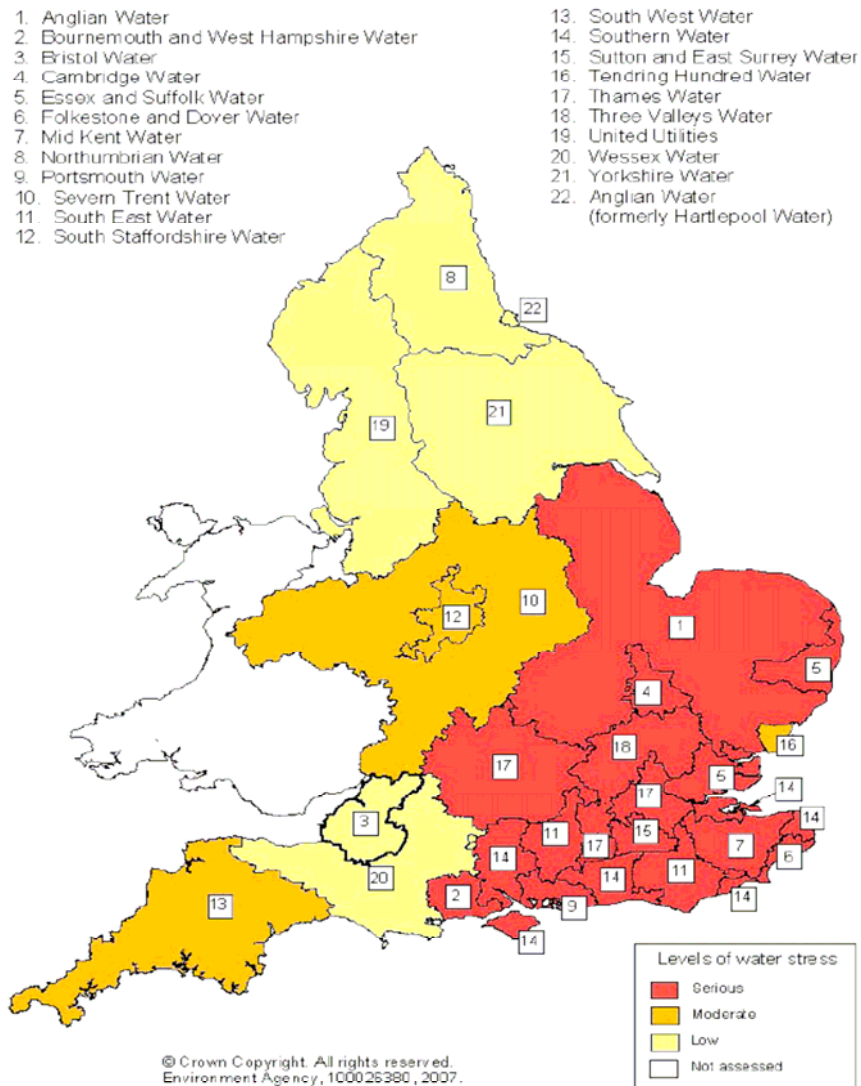 1. Anglian Water
2. Bournemouth and West Hampshire Water
3. Bristol Water
4. Cambridge Water
5. Essex and Suffolk Water
6. Folkestone and Dover Water
7. Mid Kent Water
8. Northumbrian Water
9. Portsmouth Water
10. Severn Trent Water
11. South East Water
12. South Staffordshire Water
13. South West Water
14. Southern Water
15. Sutton and East Surrey Water
16. Tendring Hundred Water
17. Thames Water
18. Three Valleys Water
19. United Utilities
20. Wessex Water
21. Yorkshire Water
22. Anglian Water
(formerly Hartlepool Water)
8
22
19
21
10
12
1
5
4
16
17
18
5
14
17
3
14
11
15
7
17
6
14
14
11
20
2
13
9
14
14
Levels of water stress
Serious
Moderate
Low
Not assessed
© Crown Copyright. All rights reserved.
Environment Agency, 100026380, 2007.